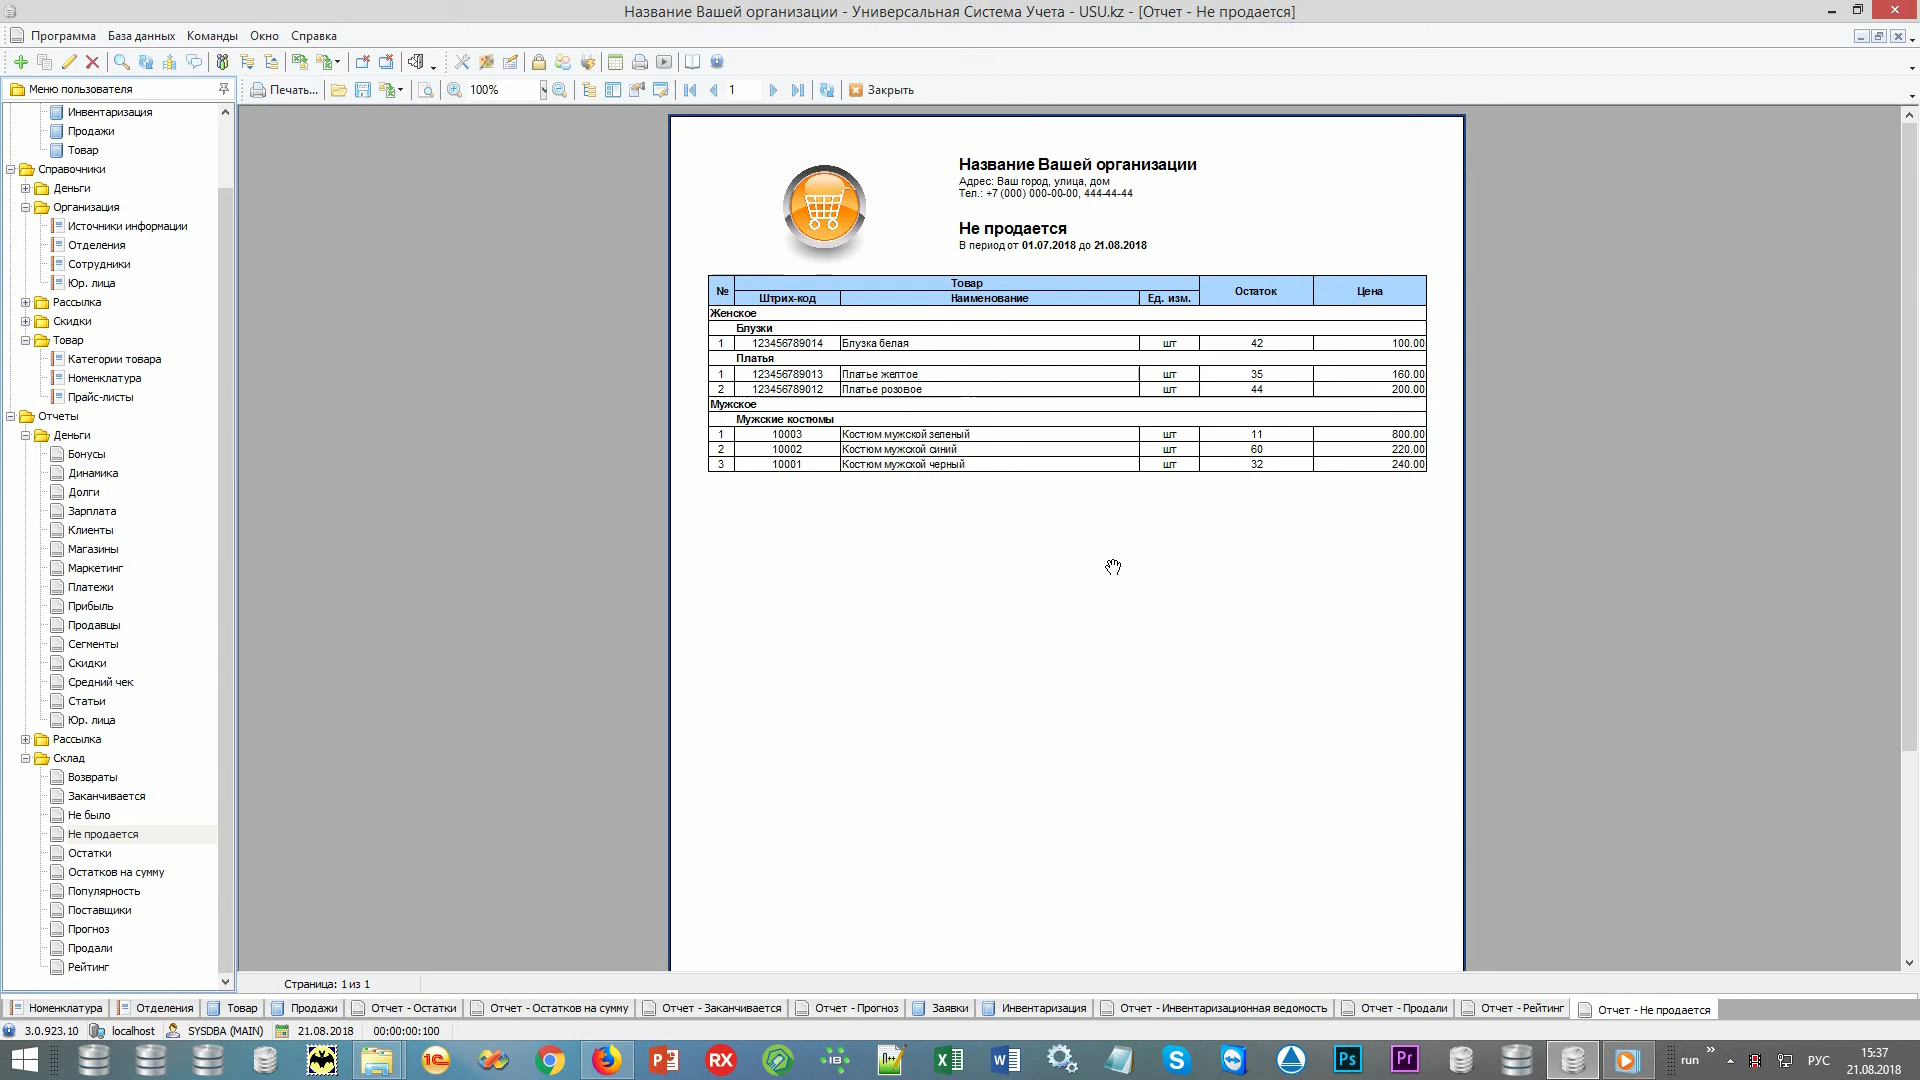 Название Вашей организации - Универсальная Система Учета - USU.kz - [Отчет - Не продается]
Программа База данных Команды Окно Справка
Меню пользователя
Печать... 100% 1 Закрыть
Инвентаризация
Продажи
Товар
Справочники
Деньги
Организация
Источники информации
Отделения
Сотрудники
Юр. лица
Рассылка
Скидки
Товар
Категории товара
Номенклатура
Прайс-листы
Отчеты
Деньги
Бонусы
Динамика
Долги
Зарплата
Клиенты
Магазины
Маркетинг
Платежи
Прибыль
Продавцы
Сегменты
Скидки
Средний чек
Статьи
Юр. лица
Рассылка
Склад
Возвраты
Заканчивается
Не было
Не продается
Остатки
Остатков на сумму
Популярность
Поставщики
Прогноз
Продали
Рейтинг
Название Вашей организации
Адрес: Ваш город, улица, дом
Тел.: +7 (000) 000-00-00, 444-44-44
Не продается
В период от 01.07.2018 до 21.08.2018
№ Товар Остаток Цена
Штрих-код Наименование Ед. изм.
Женское
Блузки
1 123456789014 Блузка белая шт 42 100.00
Платья
1 123456789013 Платье желтое шт 35 160.00
2 123456789012 Платье розовое шт 44 200.00
Мужское
Мужские костюмы
1 10003 Костюм мужской зеленый шт 11 800.00
2 10002 Костюм мужской синий шт 60 220.00
3 10001 Костюм мужской черный шт 32 240.00
Страница: 1 из 1
Номенклатура Отделения Товар Продажи Отчет - Остатки Отчет - Остатков на сумму Отчет - Заканчивается Отчет - Прогноз Заявки Инвентаризация Отчет - Инвентаризационная ведомость Отчет - Продали Отчет - Рейтинг Отчет - Не продается
3.0.923.10 localhost SYSDBA (MAIN) 21.08.2018 00:00:00:100
run » РУС 15:37
21.08.2018